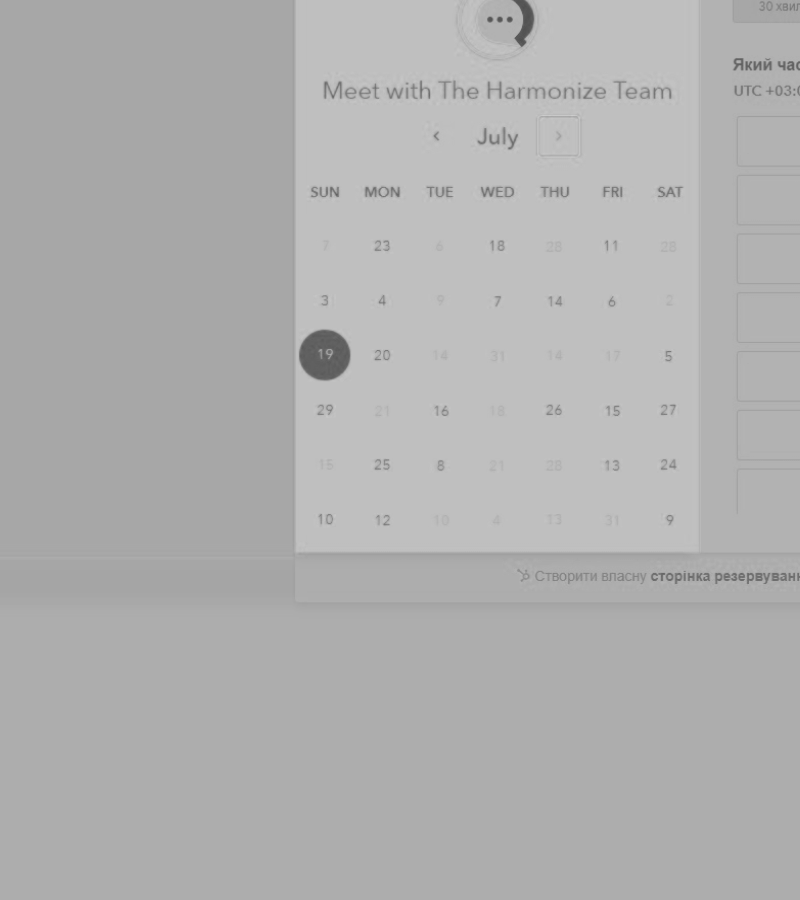 30 хви
Який час
UTC +03:
Meet with The Harmonize Team
July
SUN MON TUE WED THU FRI SAT
7 23 6 18 28 11 28
3 4 9 7 14 6 2
19 20 14 31 14 17 5
29 21 16 18 26 15 27
15 25 8 21 28 13 24
10 12 10 4 13 31 9
Створити власну сторінка резервуван